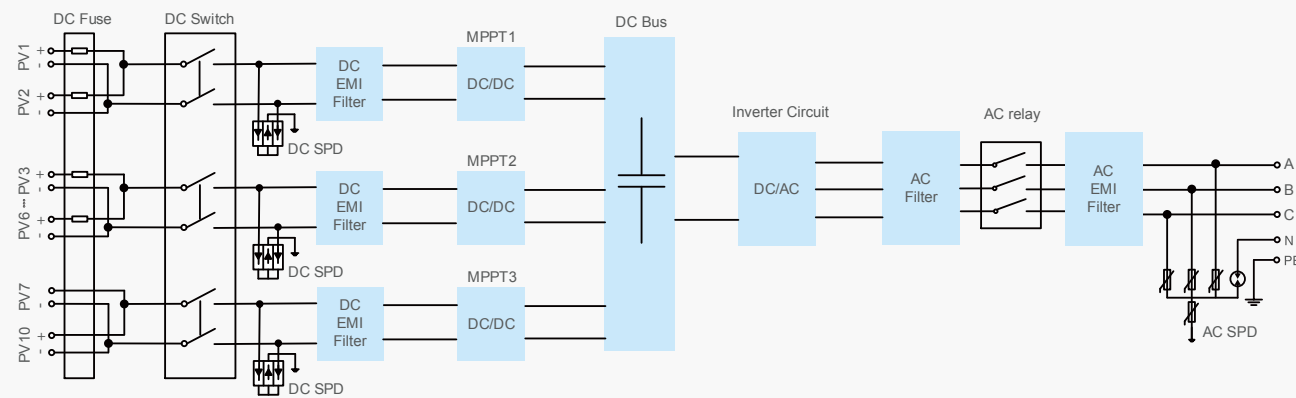 DC Fuse
DC Switch
DC Bus
PV1
+
-
PV2
+
-
DC
EMI
Filter
MPPT1
DC/DC
DC SPD
PV3
+
-
PV6
+
-
DC
EMI
Filter
MPPT2
DC/DC
DC SPD
PV7
-
PV10
+
-
DC
EMI
Filter
MPPT3
DC/DC
DC SPD
Inverter Circuit
DC/AC
AC
Filter
AC relay
AC
EMI
Filter
A
B
C
N
PE
AC SPD